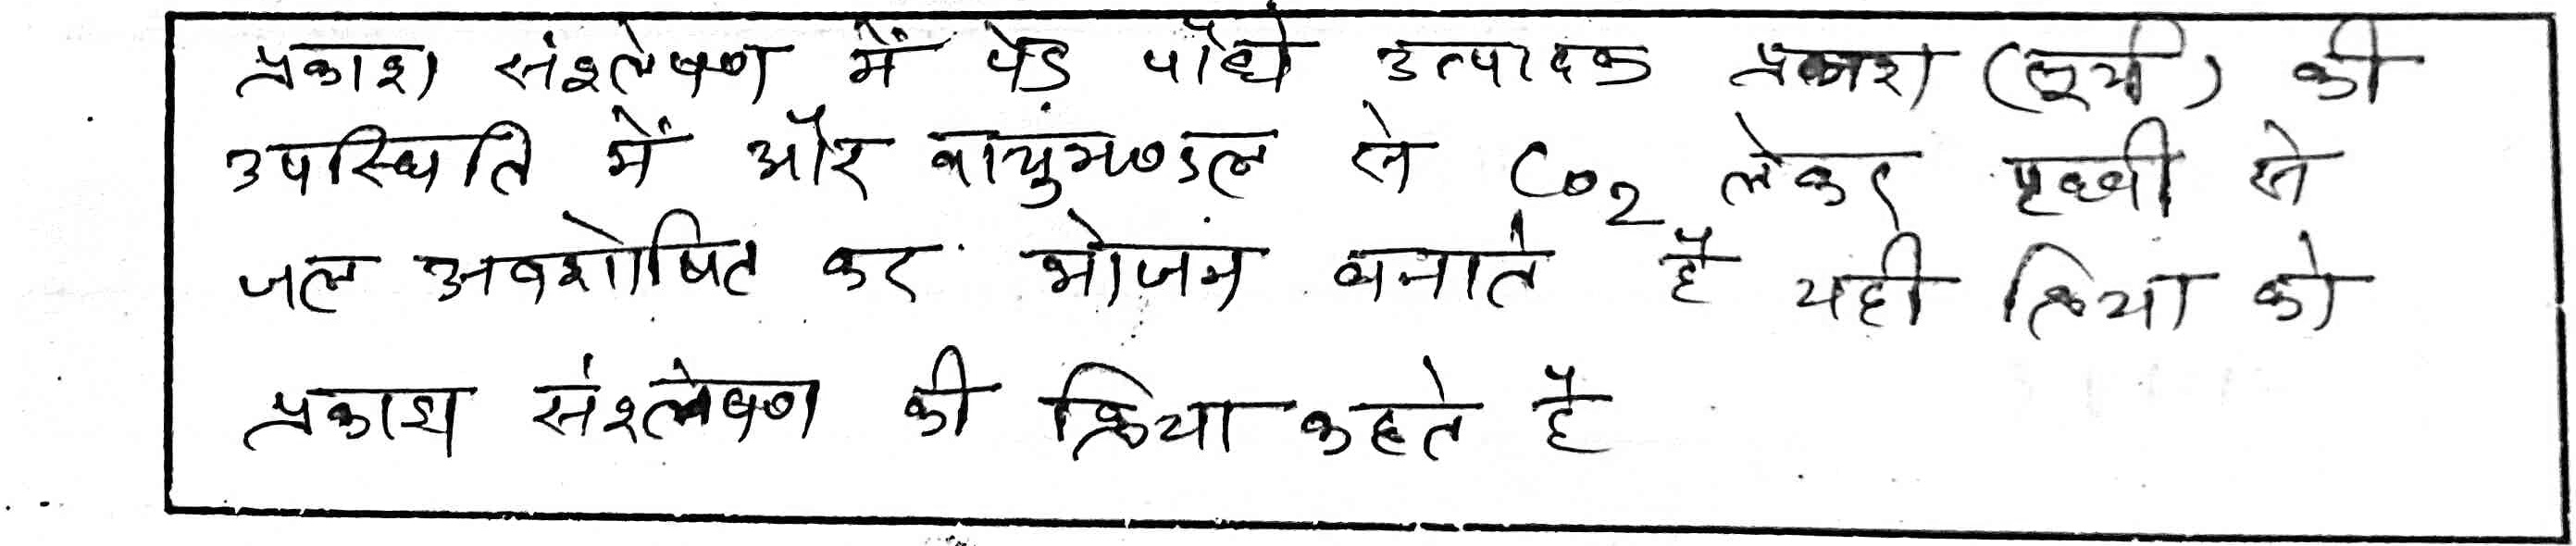 प्रकाश संश्लेषण में पेड पौधे उत्पादक प्रकाश (सूर्य) की
उपस्थिति में और वायुमण्डल से CO₂ लेकर पृथ्वी से
जल अवशोषित कर भोजन बनाते है यही क्रिया को
प्रकाश संश्लेषण की क्रिया कहते है